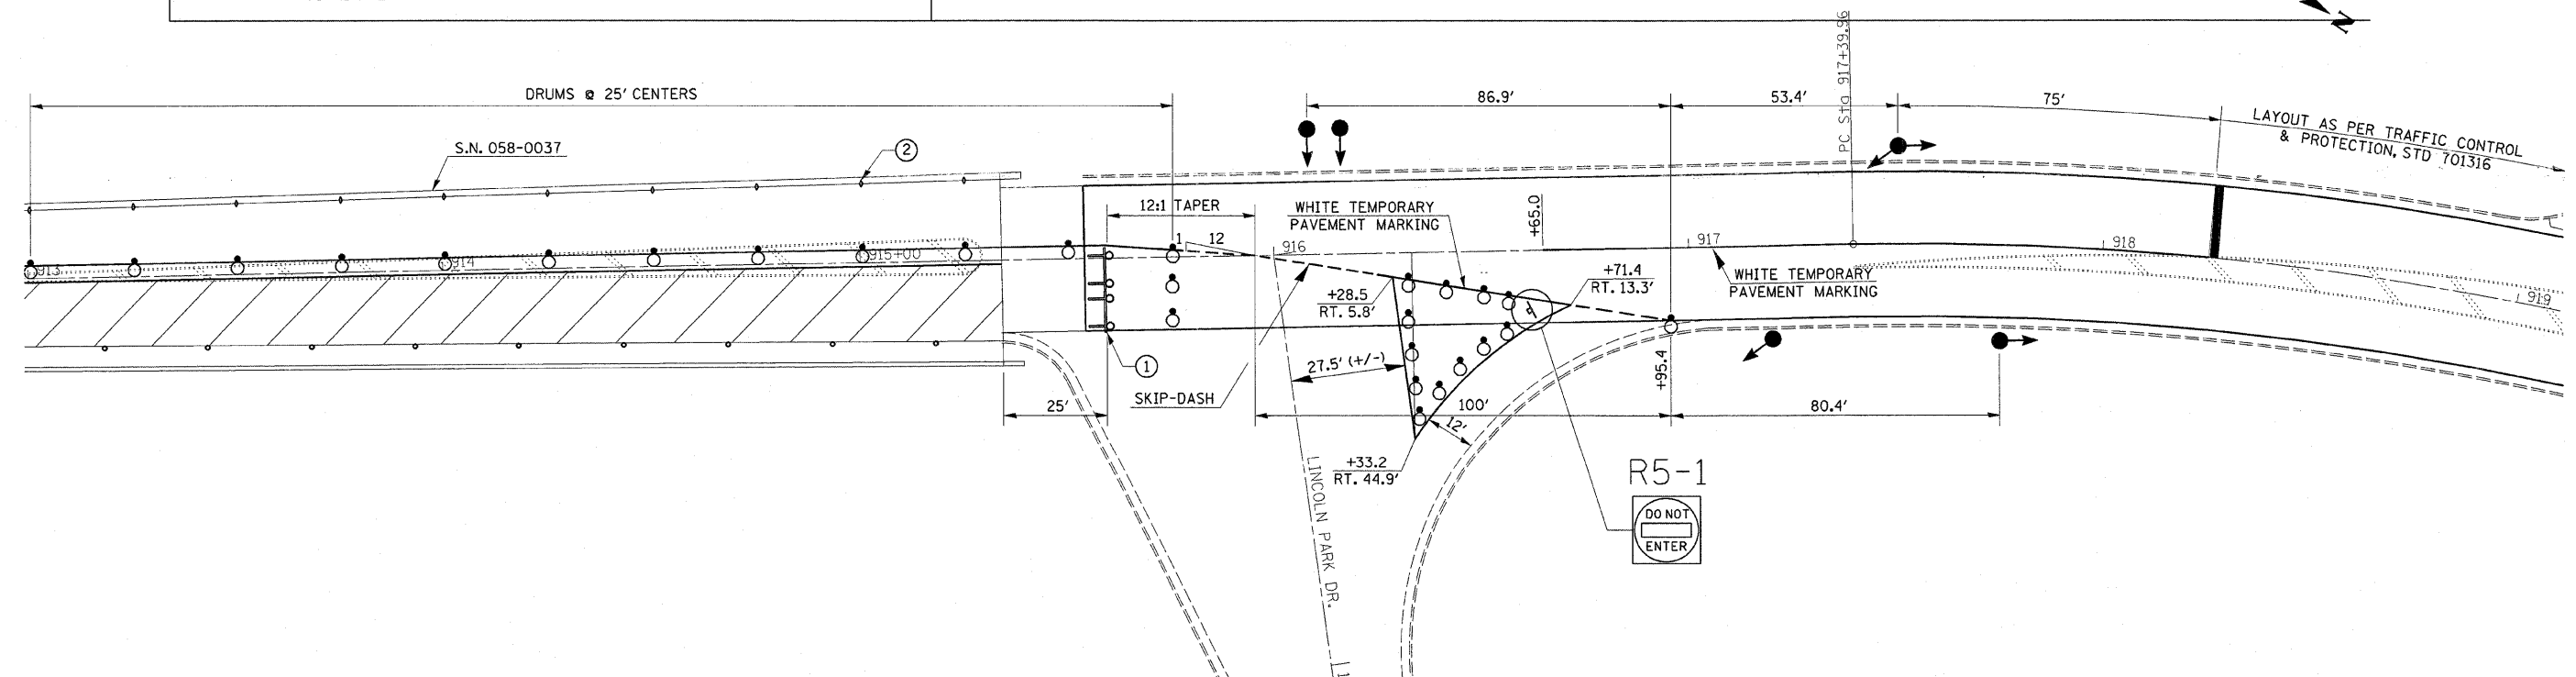 N
PC Sta 917+39.96
DRUMS @ 25' CENTERS
86.9'
53.4'
75'
LAYOUT AS PER TRAFFIC CONTROL
& PROTECTION, STD 701316
S.N. 058-0037
2
12:1 TAPER
WHITE TEMPORARY
PAVEMENT MARKING
+65.0
1
12
913
914
915+00
916
917
918
919
+28.5
RT. 5.8'
+71.4
RT. 13.3'
WHITE TEMPORARY
PAVEMENT MARKING
1
27.5' (+/-)
SKIP-DASH
+95.4
25'
100'
12'
80.4'
+33.2
RT. 44.9'
LINCOLN PARK DR.
R5-1
DO NOT
ENTER